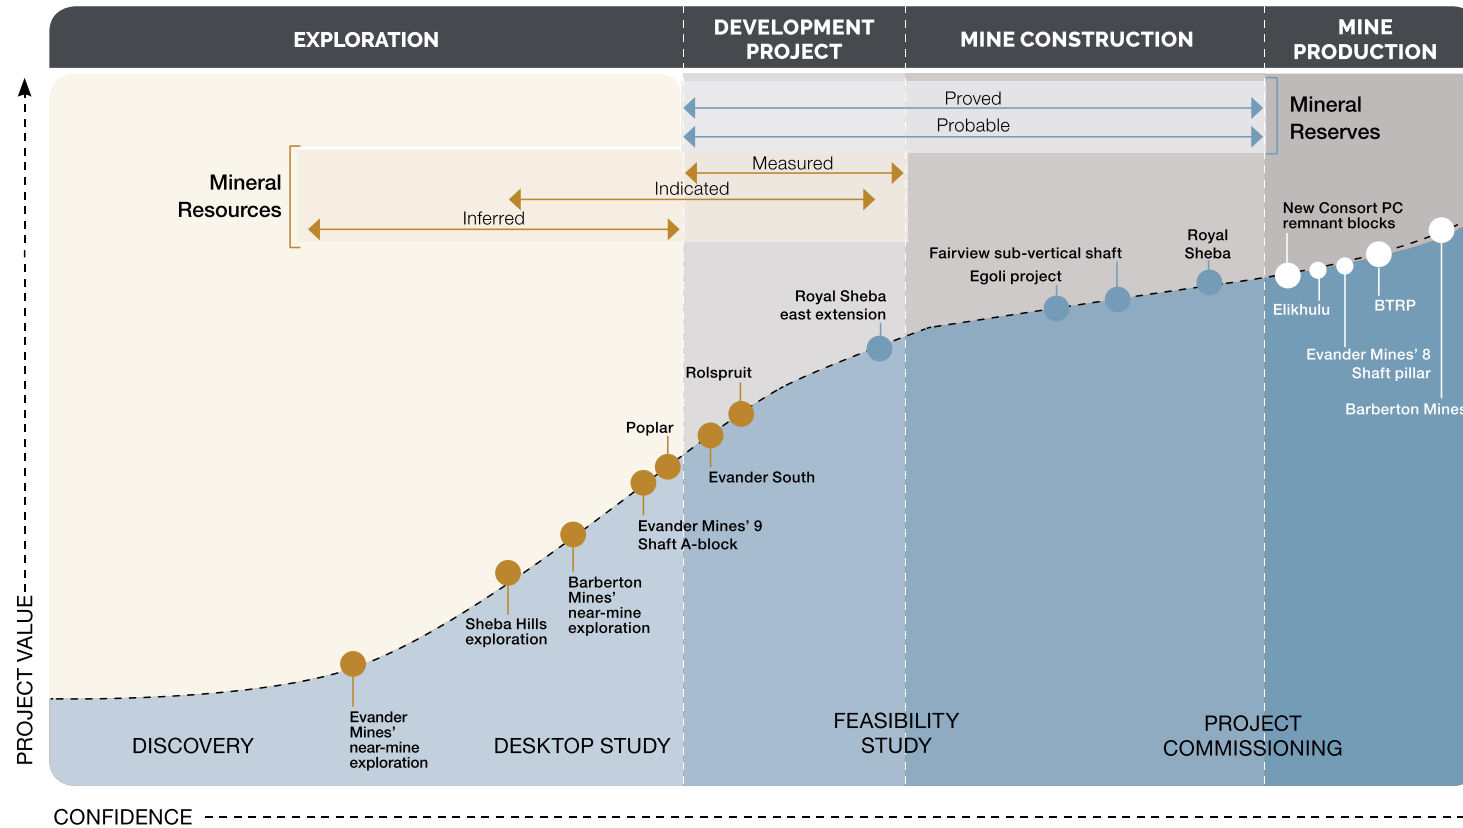 EXPLORATION
DEVELOPMENT
PROJECT
MINE CONSTRUCTION
MINE
PRODUCTION
Proved
Probable
Mineral
Reserves
Measured
Indicated
Inferred
Mineral
Resources
New Consort PC
remnant blocks
Royal
Sheba
Fairview sub-vertical shaft
Egoli project
Royal Sheba
east extension
Elikhulu
BTRP
Evander Mines’ 8
Shaft pillar
Barberton Mines
Rolspruit
Poplar
Evander South
Evander Mines’ 9
Shaft A-block
Barberton
Mines’
near-mine
exploration
Sheba Hills
exploration
Evander
Mines’
near-mine
exploration
DISCOVERY
DESKTOP STUDY
FEASIBILITY
STUDY
PROJECT
COMMISSIONING
PROJECT VALUE
CONFIDENCE